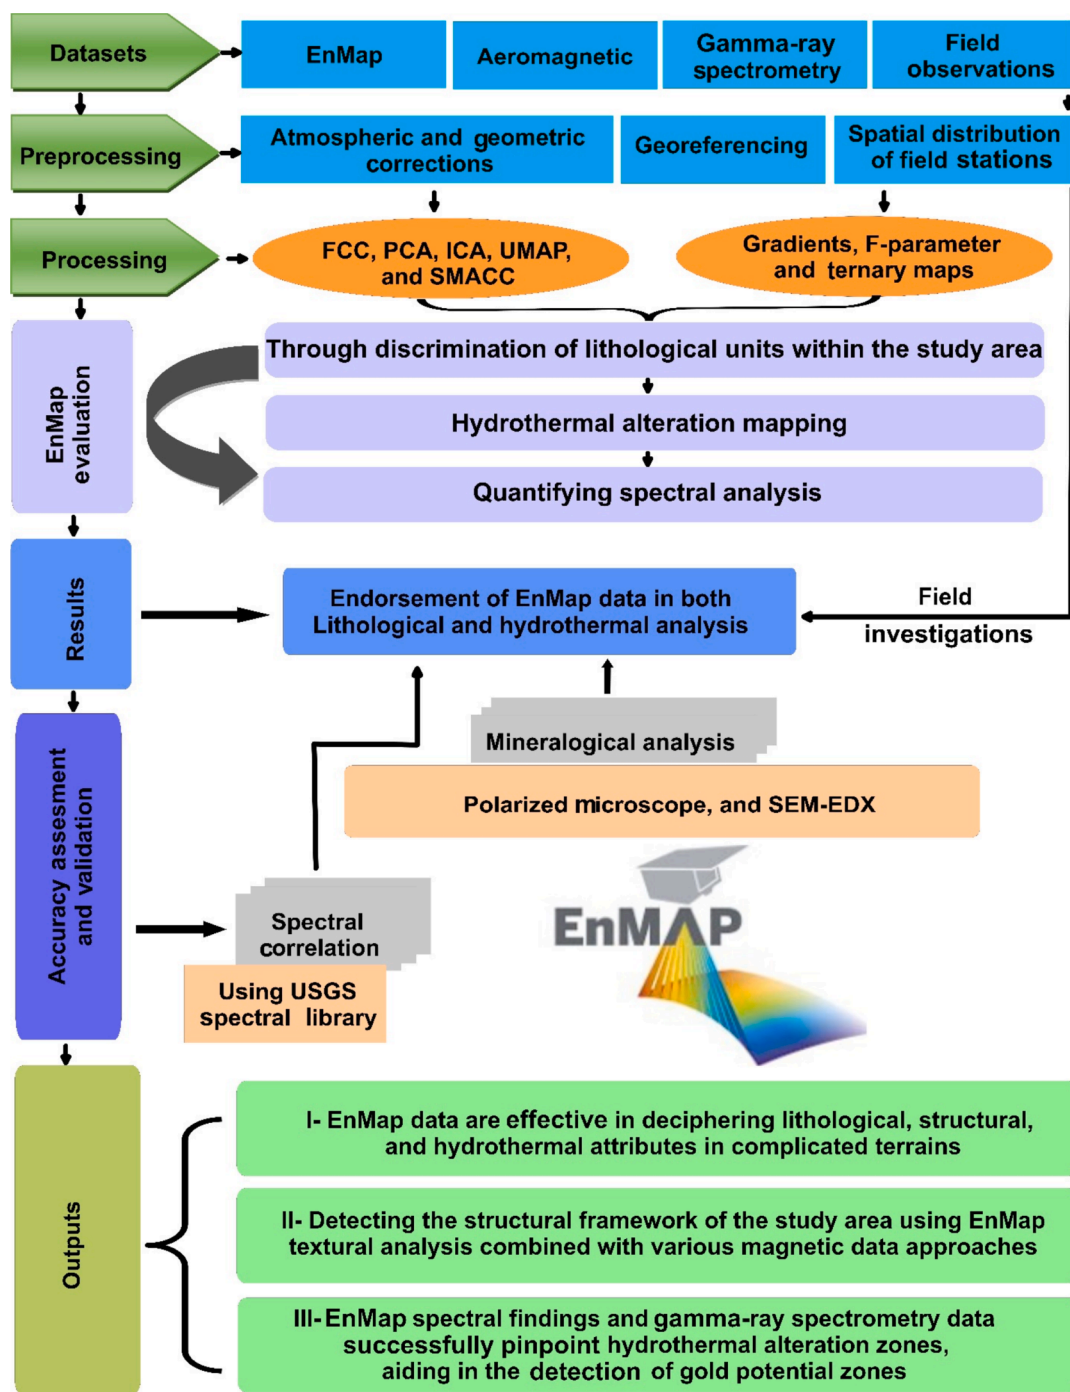 Datasets
EnMap
Aeromagnetic
Gamma-ray
spectrometry
Field
observations
Preprocessing
Atmospheric and geometric
corrections
Georeferencing
Spatial distribution
of field stations
Processing
FCC, PCA, ICA, UMAP,
and SMACC
Gradients, F-parameter
and ternary maps
EnMap
evaluation
Through discrimination of lithological units within the study area
Hydrothermal alteration mapping
Quantifying spectral analysis
Results
Endorsement of EnMap data in both
Lithological and hydrothermal analysis
Field
investigations
Mineralogical analysis
Polarized microscope, and SEM-EDX
Accuracy assesment
and validation
Spectral
correlation
Using USGS
spectral library
EnMAP
Outputs
I- EnMap data are effective in deciphering lithological, structural,
and hydrothermal attributes in complicated terrains
II- Detecting the structural framework of the study area using EnMap
textural analysis combined with various magnetic data approaches
III- EnMap spectral findings and gamma-ray spectrometry data
successfully pinpoint hydrothermal alteration zones,
aiding in the detection of gold potential zones